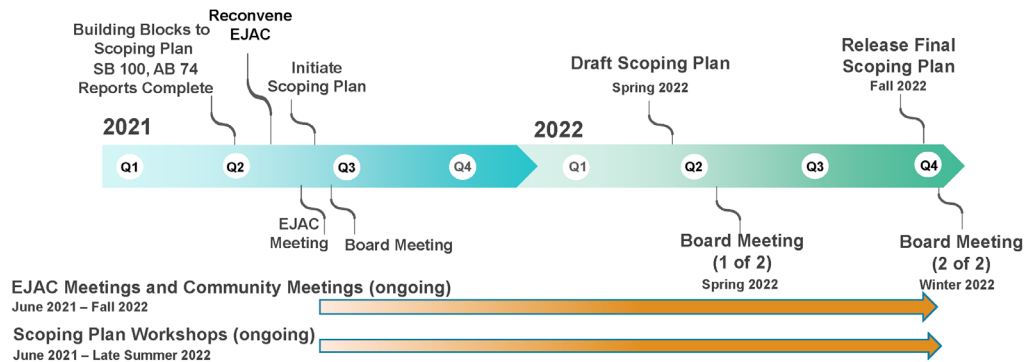 Building Blocks to
Scoping Plan
SB 100, AB 74
Reports Complete
Reconvene
EJAC
Initiate
Scoping Plan
Draft Scoping Plan
Spring 2022
Release Final
Scoping Plan
Fall 2022
2021
2022
Q1
Q2
Q3
Q4
Q1
Q2
Q3
Q4
EJAC
Meeting
Board Meeting
Board Meeting
(1 of 2)
Spring 2022
Board Meeting
(2 of 2)
Winter 2022
EJAC Meetings and Community Meetings (ongoing)
June 2021 – Fall 2022
Scoping Plan Workshops (ongoing)
June 2021 – Late Summer 2022